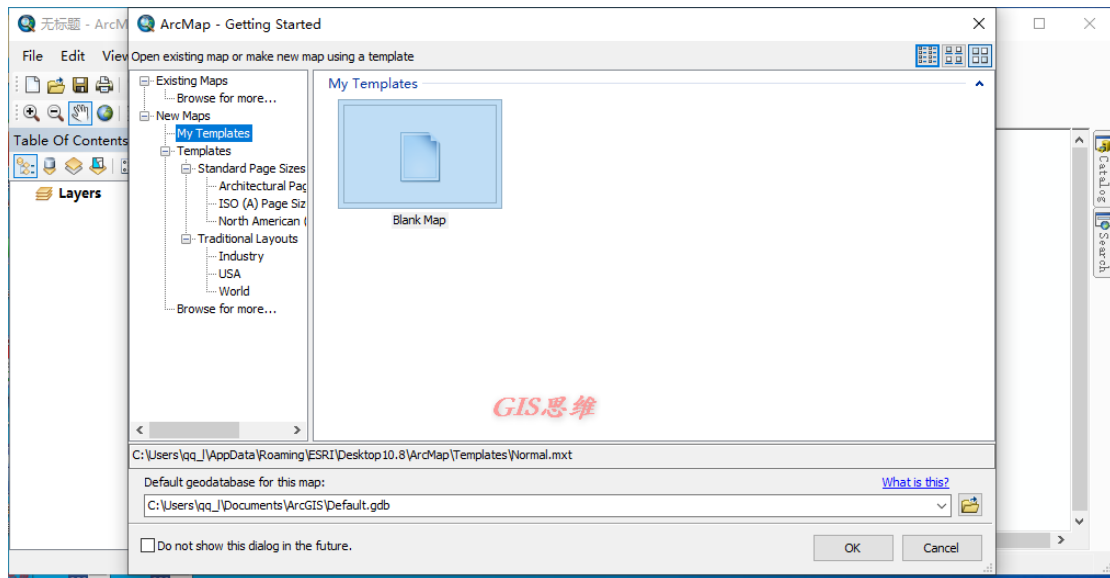 无标题 - ArcM
ArcMap - Getting Started
File Edit View
Open existing map or make new map using a template
Existing Maps
Browse for more...
New Maps
My Templates
Templates
Standard Page Sizes
Architectural Pag
ISO (A) Page Siz
North American (
Traditional Layouts
Industry
USA
World
Browse for more...
My Templates
Blank Map
Table Of Contents
Layers
Catalog
Search
GIS思维
C:\Users\qq_l\AppData\Roaming\ESRI\Desktop10.8\ArcMap\Templates\Normal.mxt
Default geodatabase for this map:
What is this?
C:\Users\qq_l\Documents\ArcGIS\Default.gdb
Do not show this dialog in the future.
OK
Cancel